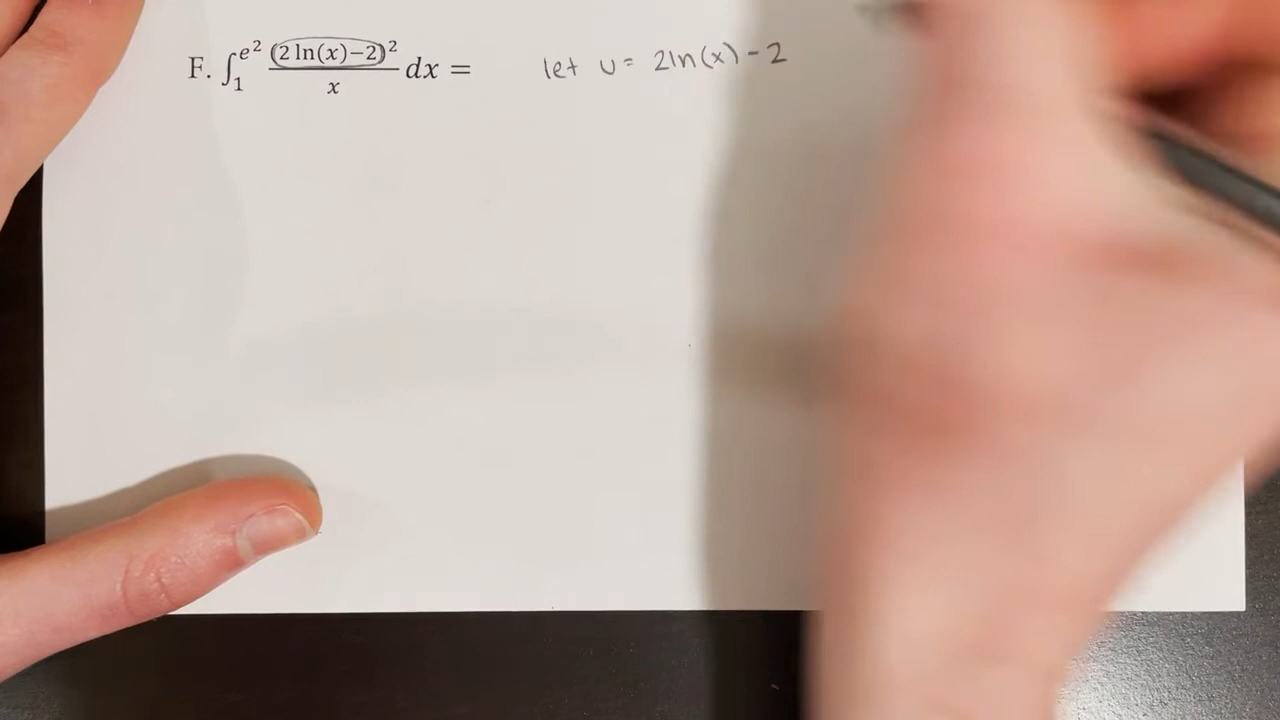 F. ∫₁^{e²} (2 ln(x)−2)²/x dx = let u = 2ln(x) - 2